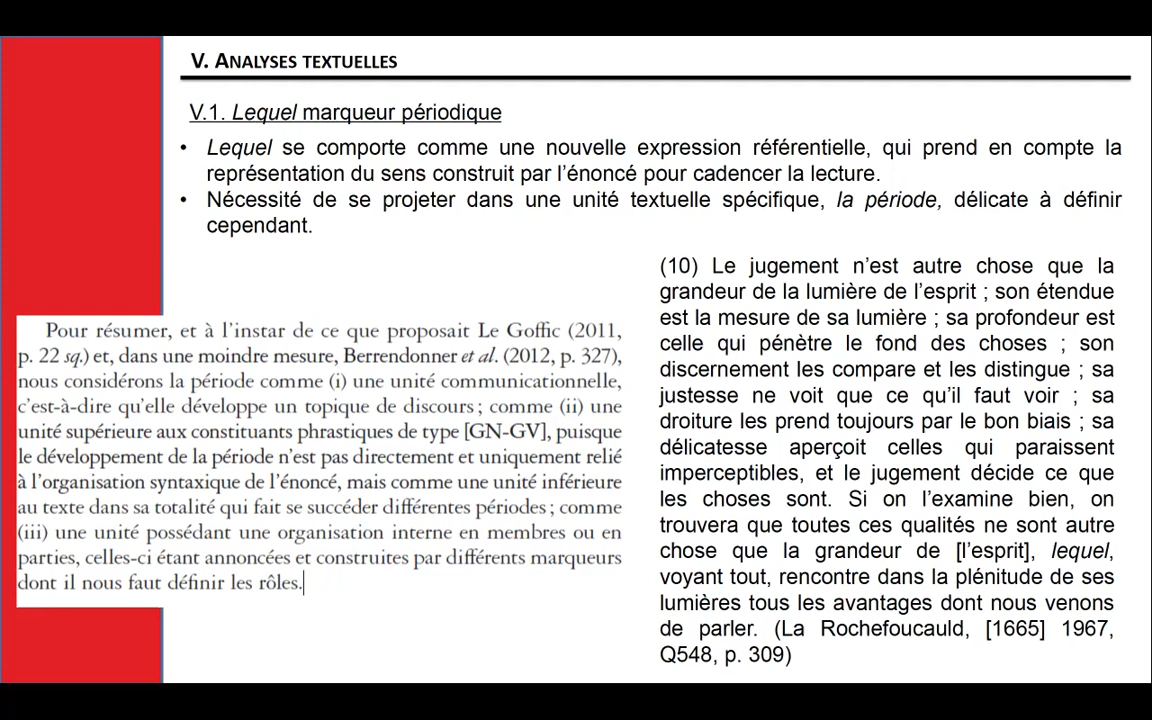 V. ANALYSES TEXTUELLES
V.1. Lequel marqueur périodique
• Lequel se comporte comme une nouvelle expression référentielle, qui prend en compte la
représentation du sens construit par l'énoncé pour cadencer la lecture.
• Nécessité de se projeter dans une unité textuelle spécifique, la période, délicate à définir
cependant.
Pour résumer, et à l'instar de ce que proposait Le Goffic (2011,
p. 22 sq.) et, dans une moindre mesure, Berrendonner et al. (2012, p. 327),
nous considérons la période comme (i) une unité communicationnelle,
c'est-à-dire qu'elle développe un topique de discours ; comme (ii) une
unité supérieure aux constituants phrastiques de type [GN-GV], puisque
le développement de la période n'est pas directement et uniquement relié
à l'organisation syntaxique de l'énoncé, mais comme une unité inférieure
au texte dans sa totalité qui fait se succéder différentes périodes ; comme
(iii) une unité possédant une organisation interne en membres ou en
parties, celles-ci étant annoncées et construites par différents marqueurs
dont il nous faut définir les rôles.
(10) Le jugement n'est autre chose que la
grandeur de la lumière de l'esprit ; son étendue
est la mesure de sa lumière ; sa profondeur est
celle qui pénètre le fond des choses ; son
discernement les compare et les distingue ; sa
justesse ne voit que ce qu'il faut voir ; sa
droiture les prend toujours par le bon biais ; sa
délicatesse aperçoit celles qui paraissent
imperceptibles, et le jugement décide ce que
les choses sont. Si on l'examine bien, on
trouvera que toutes ces qualités ne sont autre
chose que la grandeur de [l'esprit], lequel,
voyant tout, rencontre dans la plénitude de ses
lumières tous les avantages dont nous venons
de parler. (La Rochefoucauld, [1665] 1967,
Q548, p. 309)